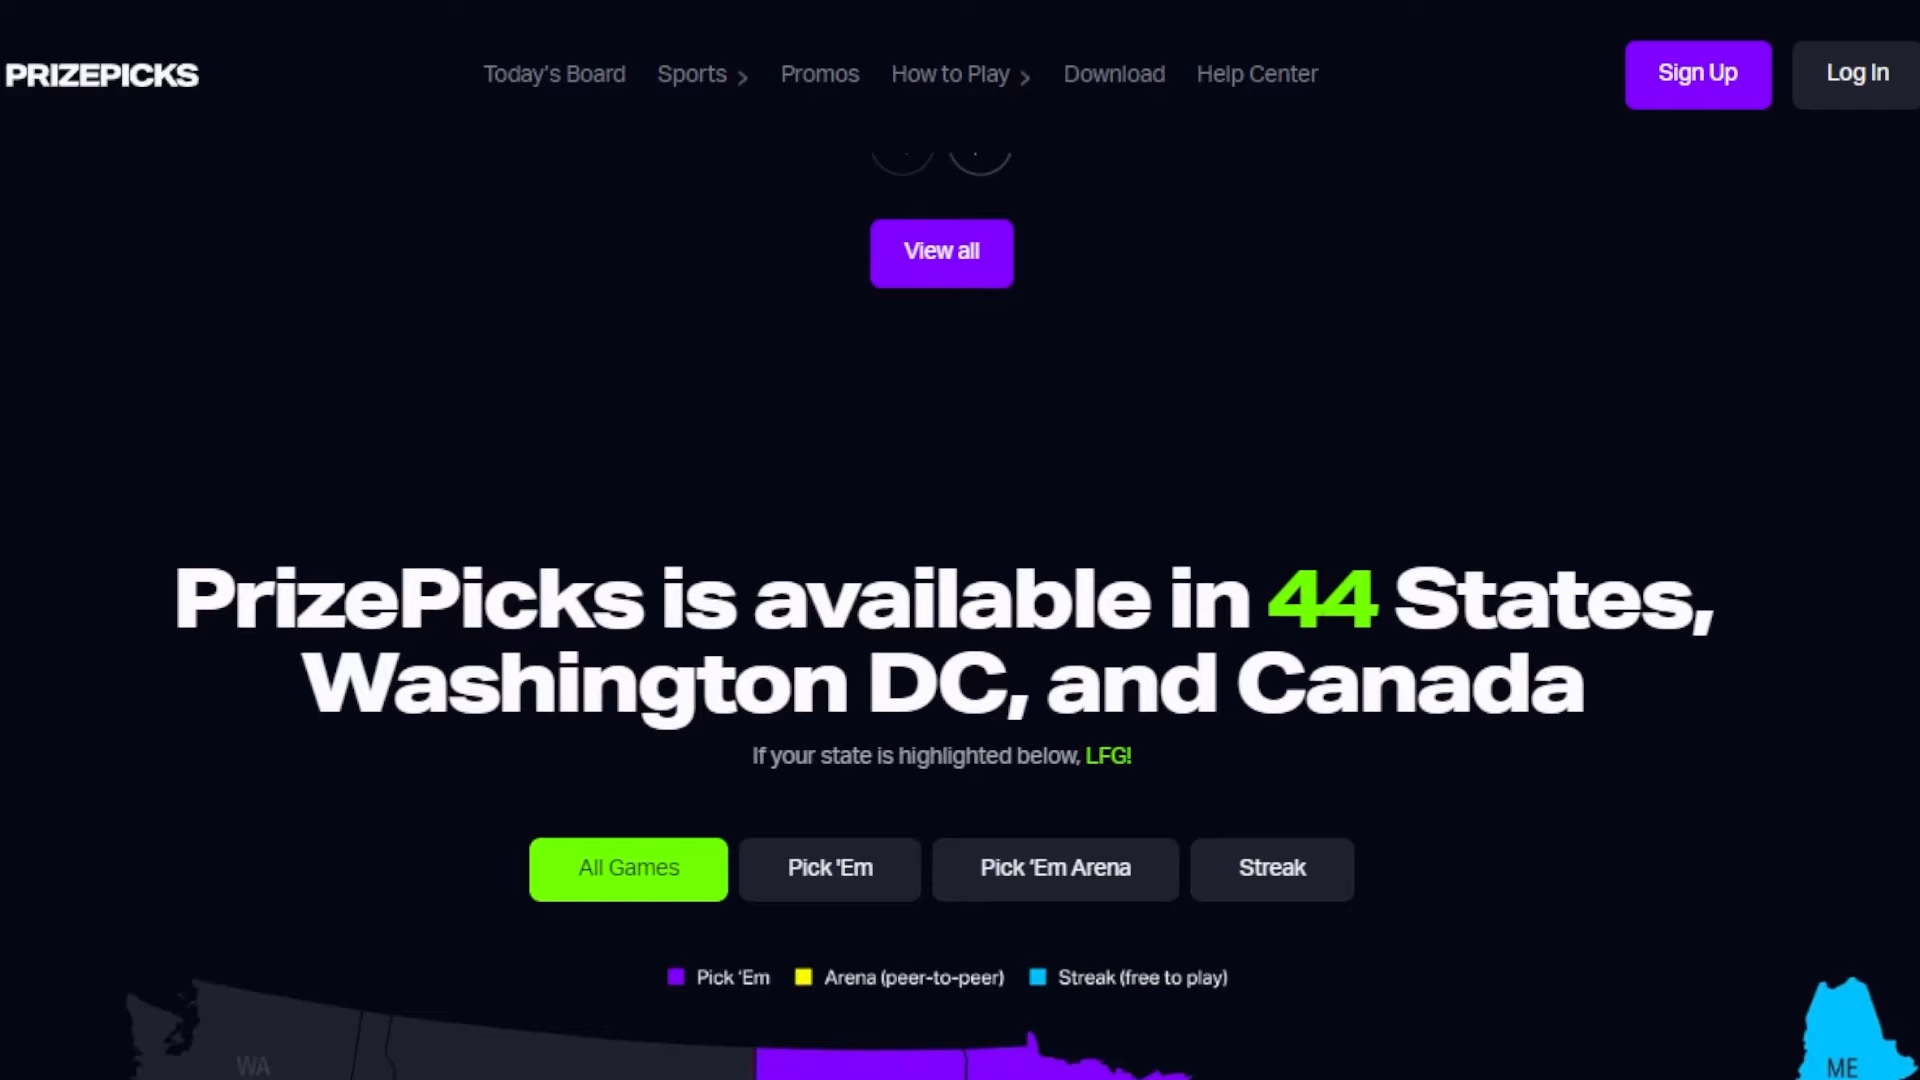 PRIZEPICKS
Today's Board
Sports
Promos
How to Play
Download
Help Center
Sign Up
Log In
View all
PrizePicks is available in 44 States,
Washington DC, and Canada
If your state is highlighted below, LFG!
All Games
Pick 'Em
Pick 'Em Arena
Streak
Pick 'Em
Arena (peer-to-peer)
Streak (free to play)
WA
ME